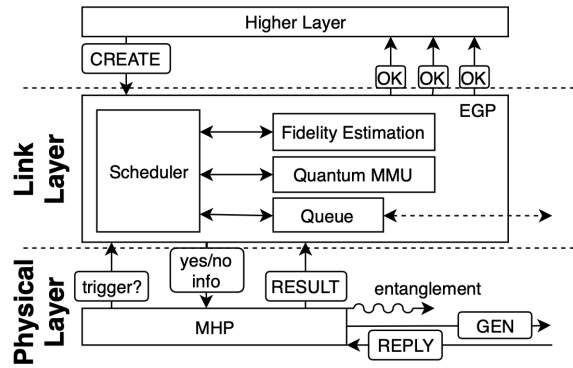 Higher Layer
CREATE
OK
OK
OK
EGP
Link
Layer
Scheduler
Fidelity Estimation
Quantum MMU
Queue
trigger?
yes/no
info
RESULT
entanglement
Physical
Layer
MHP
GEN
REPLY